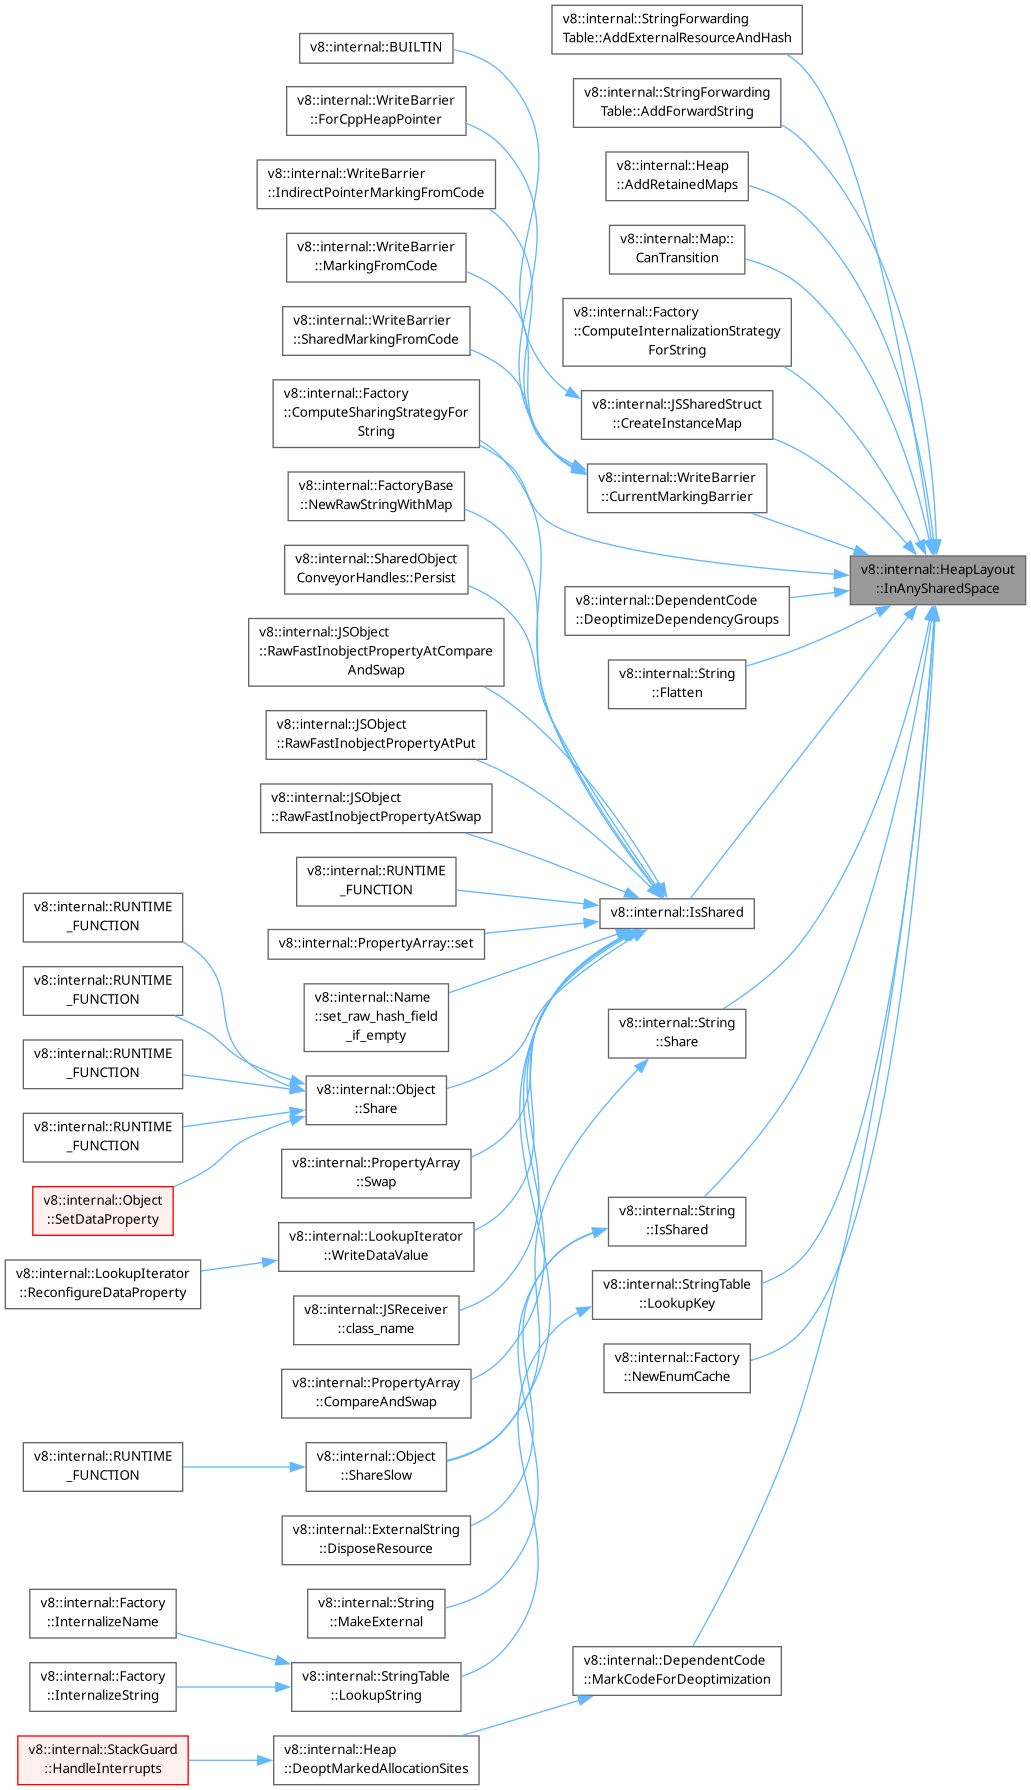 v8::internal::StringForwarding
Table::AddExternalResourceAndHash
v8::internal::BUILTIN
v8::internal::StringForwarding
Table::AddForwardString
v8::internal::WriteBarrier
::ForCppHeapPointer
v8::internal::Heap
::AddRetainedMaps
v8::internal::WriteBarrier
::IndirectPointerMarkingFromCode
v8::internal::Map::
CanTransition
v8::internal::WriteBarrier
::MarkingFromCode
v8::internal::Factory
::ComputeInternalizationStrategy
ForString
v8::internal::WriteBarrier
::SharedMarkingFromCode
v8::internal::Factory
::ComputeSharingStrategyFor
String
v8::internal::JSSharedStruct
::CreateInstanceMap
v8::internal::FactoryBase
::NewRawStringWithMap
v8::internal::WriteBarrier
::CurrentMarkingBarrier
v8::internal::HeapLayout
::InAnySharedSpace
v8::internal::SharedObject
ConveyorHandles::Persist
v8::internal::DependentCode
::DeoptimizeDependencyGroups
v8::internal::JSObject
::RawFastInobjectPropertyAtCompare
AndSwap
v8::internal::String
::Flatten
v8::internal::JSObject
::RawFastInobjectPropertyAtPut
v8::internal::JSObject
::RawFastInobjectPropertyAtSwap
v8::internal::RUNTIME
_FUNCTION
v8::internal::IsShared
v8::internal::RUNTIME
_FUNCTION
v8::internal::PropertyArray::set
v8::internal::RUNTIME
_FUNCTION
v8::internal::Name
::set_raw_hash_field
_if_empty
v8::internal::String
::Share
v8::internal::RUNTIME
_FUNCTION
v8::internal::Object
::Share
v8::internal::RUNTIME
_FUNCTION
v8::internal::PropertyArray
::Swap
v8::internal::Object
::SetDataProperty
v8::internal::String
::IsShared
v8::internal::LookupIterator
::WriteDataValue
v8::internal::LookupIterator
::ReconfigureDataProperty
v8::internal::StringTable
::LookupKey
v8::internal::JSReceiver
::class_name
v8::internal::Factory
::NewEnumCache
v8::internal::PropertyArray
::CompareAndSwap
v8::internal::RUNTIME
_FUNCTION
v8::internal::Object
::ShareSlow
v8::internal::ExternalString
::DisposeResource
v8::internal::Factory
::InternalizeName
v8::internal::String
::MakeExternal
v8::internal::Factory
::InternalizeString
v8::internal::StringTable
::LookupString
v8::internal::DependentCode
::MarkCodeForDeoptimization
v8::internal::StackGuard
::HandleInterrupts
v8::internal::Heap
::DeoptMarkedAllocationSites